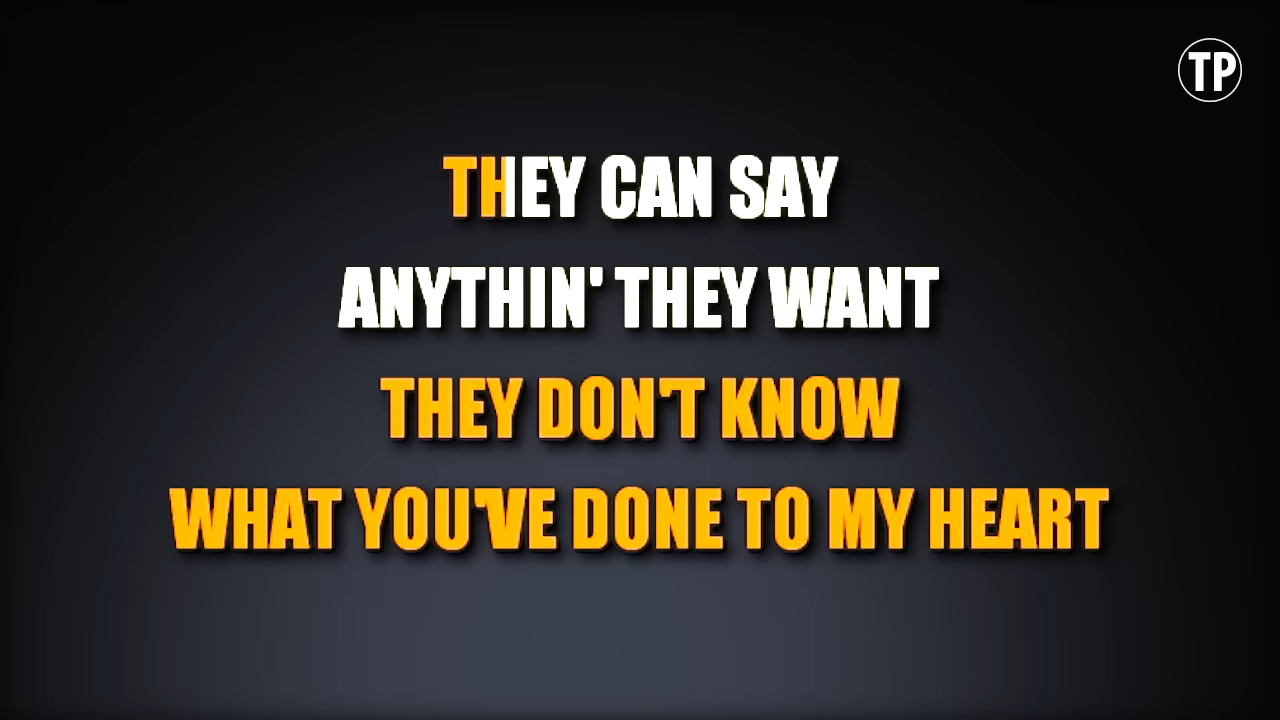 TP
THEY CAN SAY
ANYTHIN' THEY WANT
THEY DON'T KNOW
WHAT YOU'VE DONE TO MY HEART